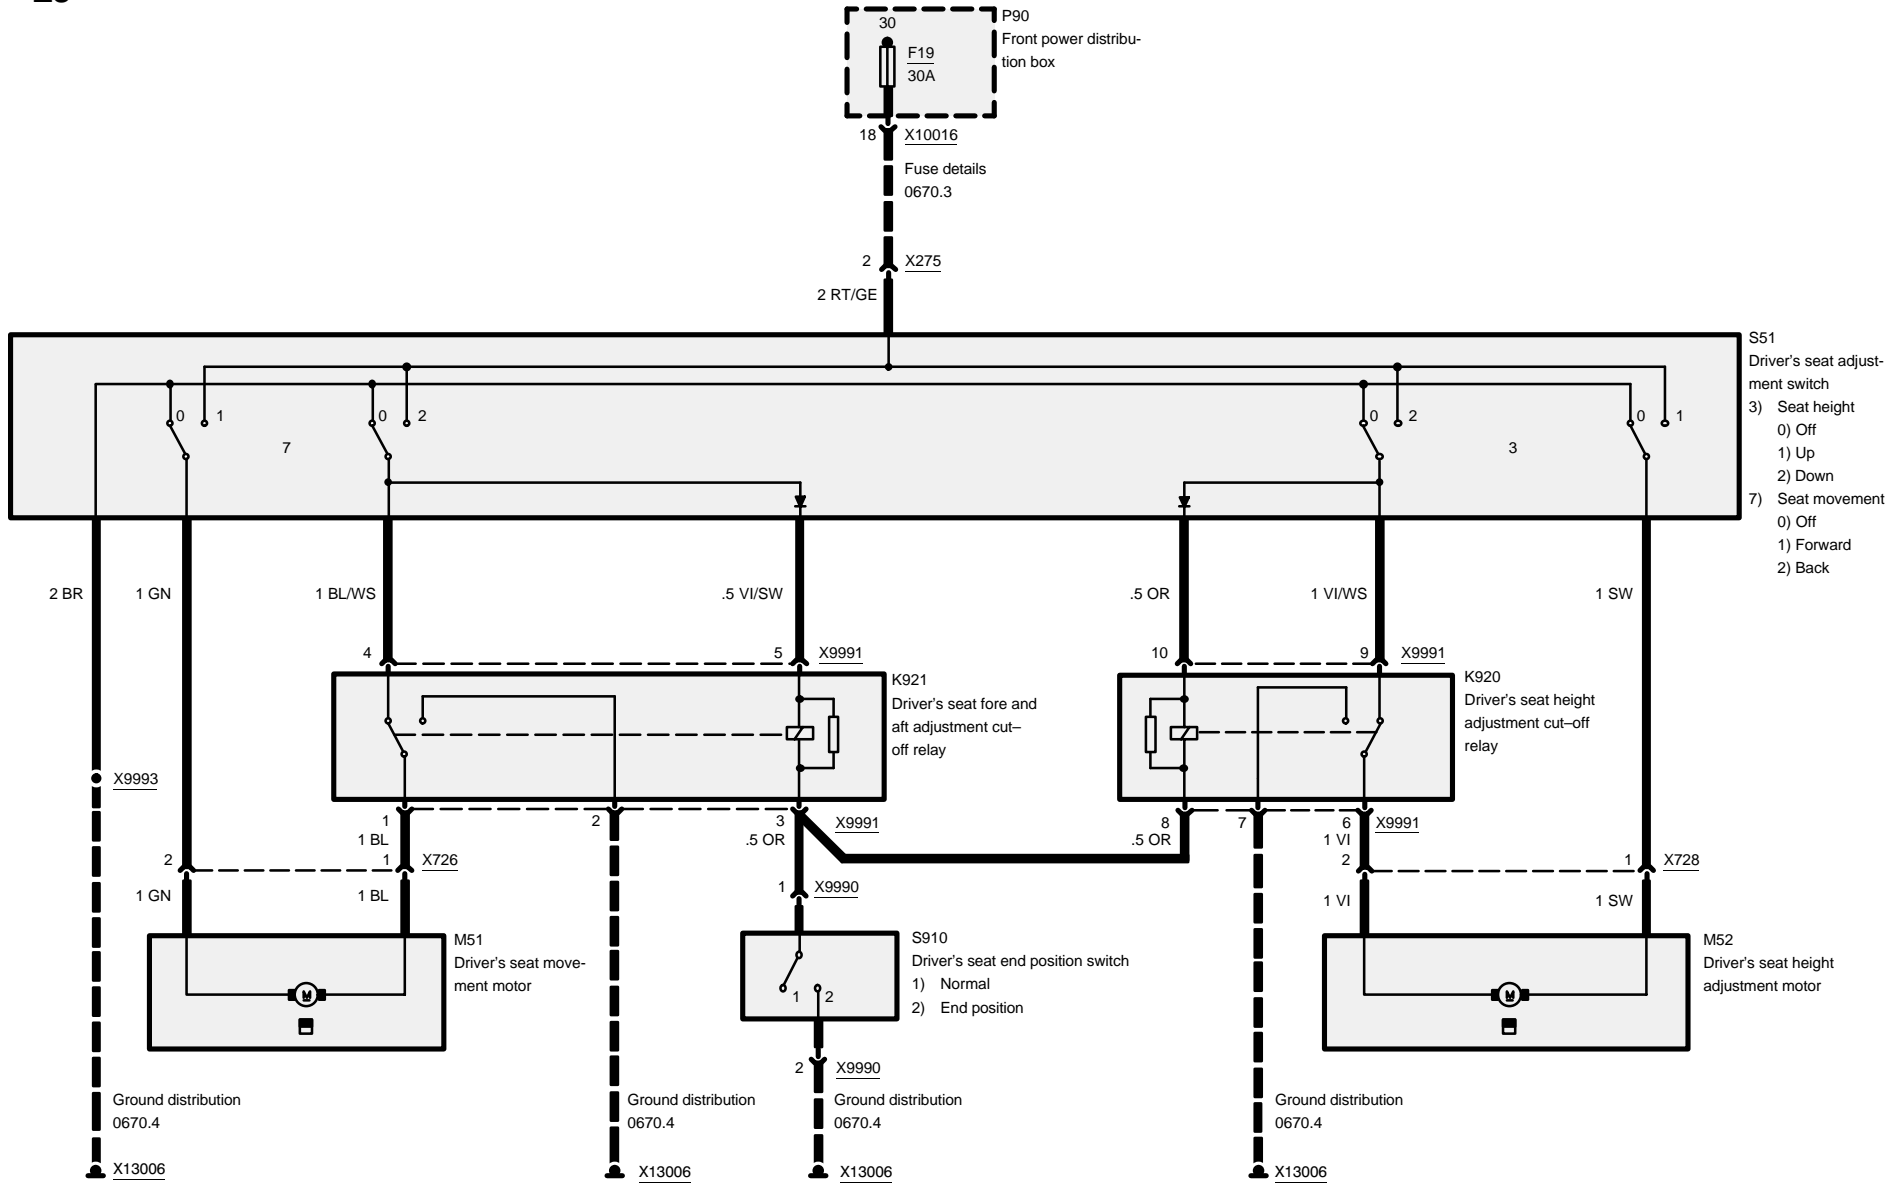 30
P90
Front power distribu-
tion box
F19
30A
18 X10016
Fuse details
0670.3
2 X275
2 RT/GE
S51
Driver's seat adjust-
ment switch
3) Seat height
0) Off
1) Up
2) Down
7) Seat movement
0) Off
1) Forward
2) Back
0 1 0 2 0 2 0 1
7 3
2 BR 1 GN 1 BL/WS .5 VI/SW .5 OR 1 VI/WS 1 SW
4 5 X9991 10 9 X9991
K921
Driver's seat fore and
aft adjustment cut–
off relay
K920
Driver's seat height
adjustment cut–off
relay
X9993
1 2 3 X9991 8 7 6 X9991
1 BL .5 OR .5 OR 1 VI
2 1 X726 2 1 X728
1 X9990
1 GN 1 BL 1 VI 1 SW
M51
Driver's seat move-
ment motor
M
S910
Driver's seat end position switch
1) Normal
2) End position
1 2
M52
Driver's seat height
adjustment motor
M
2 X9990
Ground distribution
0670.4
Ground distribution
0670.4
Ground distribution
0670.4
Ground distribution
0670.4
X13006 X13006 X13006 X13006